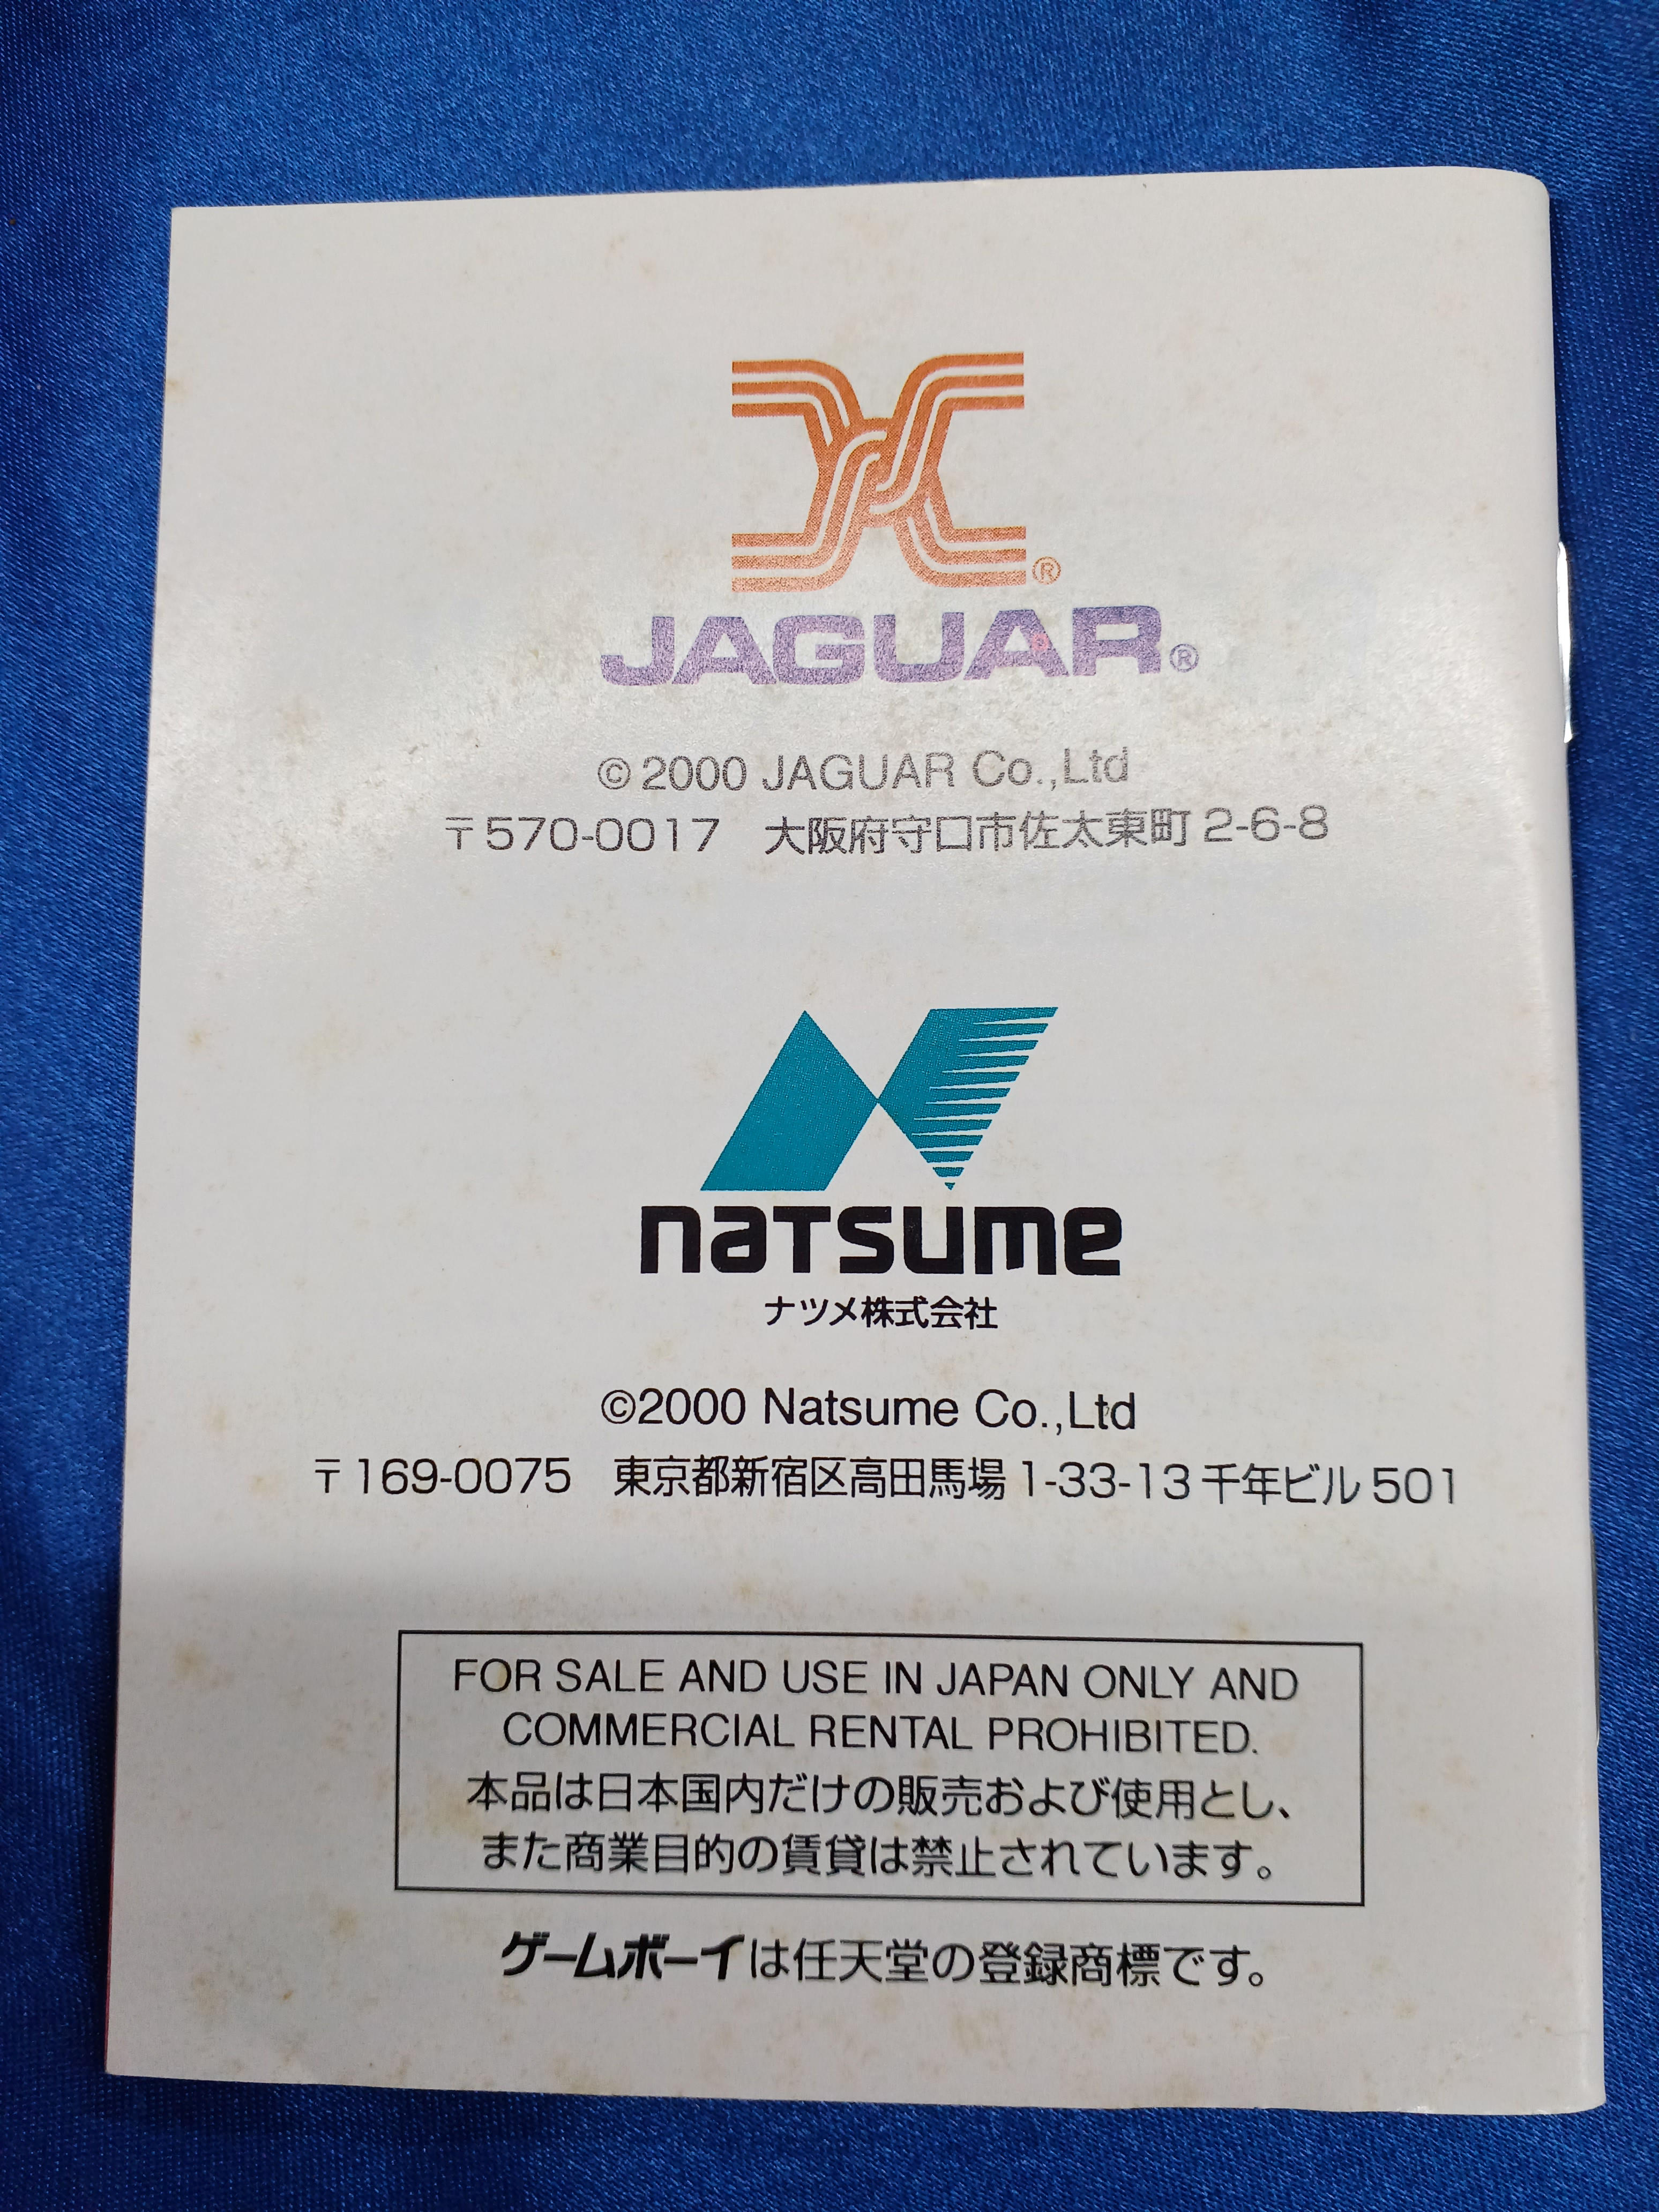 ®
JAGUAR®
©2000 JAGUAR Co.,Ltd
〒570-0017 大阪府守口市佐太東町2-6-8
natsume
ナツメ株式会社
©2000 Natsume Co.,Ltd
〒169-0075 東京都新宿区高田馬場1-33-13千年ビル501
FOR SALE AND USE IN JAPAN ONLY AND
COMMERCIAL RENTAL PROHIBITED.
本品は日本国内だけの販売および使用とし、
また商業目的の賃貸は禁止されています。
ゲームボーイは任天堂の登録商標です。